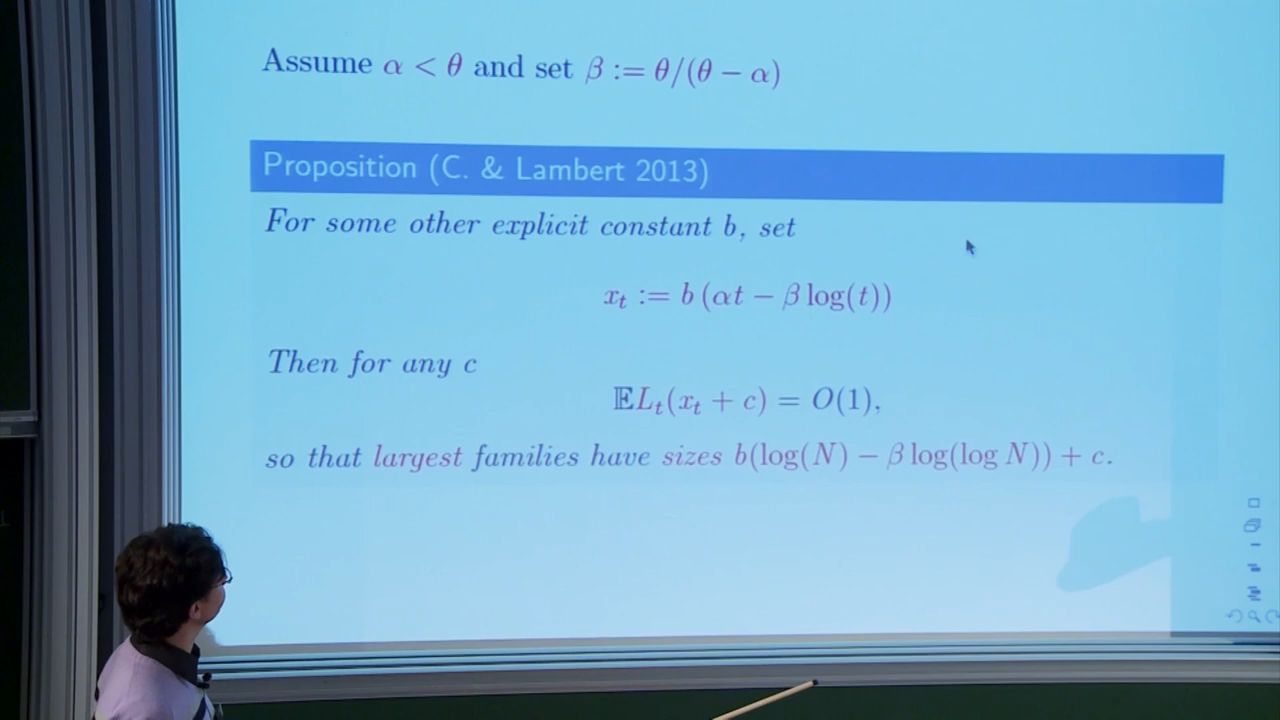 Assume α < θ and set β := θ/(θ − α)
Proposition (C. & Lambert 2013)
For some other explicit constant b, set
x_t := b (αt − β log(t))
Then for any c
𝔼L_t(x_t + c) = O(1),
so that largest families have sizes b(log(N) − β log(log N)) + c.